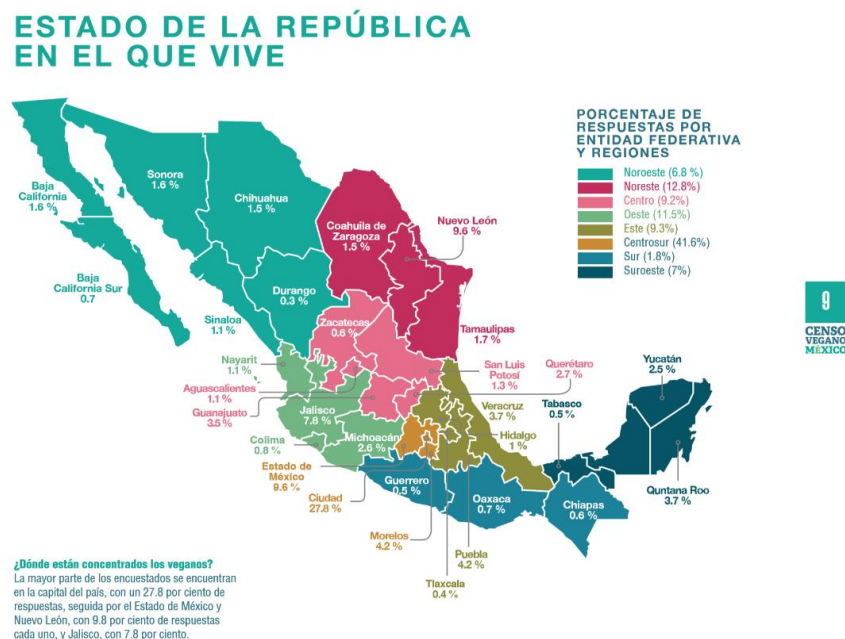 ESTADO DE LA REPÚBLICA
EN EL QUE VIVE
PORCENTAJE DE
RESPUESTAS POR
ENTIDAD FEDERATIVA
Y REGIONES
Noroeste (6.8 %)
Noreste (12.8%)
Centro (9.2%)
Oeste (11.5%)
Este (9.3%)
Centrosur (41.6%)
Sur (1.8%)
Suroeste (7%)
Baja
California
1.6 %
Sonora
1.6 %
Chihuahua
1.5 %
Coahuila de
Zaragoza
1.5 %
Nuevo León
9.6 %
Baja
California Sur
0.7
Durango
0.3 %
Sinaloa
1.1 %
Zacatecas
0.6 %
Tamaulipas
1.7 %
Nayarit
1.1 %
Aguascalientes
1.1 %
Guanajuato
3.5 %
San Luis
Potosí
1.3 %
Querétaro
2.7 %
Yucatán
2.5 %
Jalisco
7.8 %
Veracruz
3.7 %
Tabasco
0.5 %
Colima
0.8 %
Michoacán
2.6 %
Hidalgo
1 %
Estado de
México
9.6 %
Guerrero
0.5 %
Oaxaca
0.7 %
Chiapas
0.6 %
Quntana Roo
3.7 %
Ciudad
27.8 %
Morelos
4.2 %
Puebla
4.2 %
Tlaxcala
0.4 %
9
CENSO
VEGANO
MÉXICO
¿Dónde están concentrados los veganos?
La mayor parte de los encuestados se encuentran
en la capital del país, con un 27.8 por ciento de
respuestas, seguida por el Estado de México y
Nuevo León, con 9.8 por ciento de respuestas
cada uno, y Jalisco, con 7.8 por ciento.